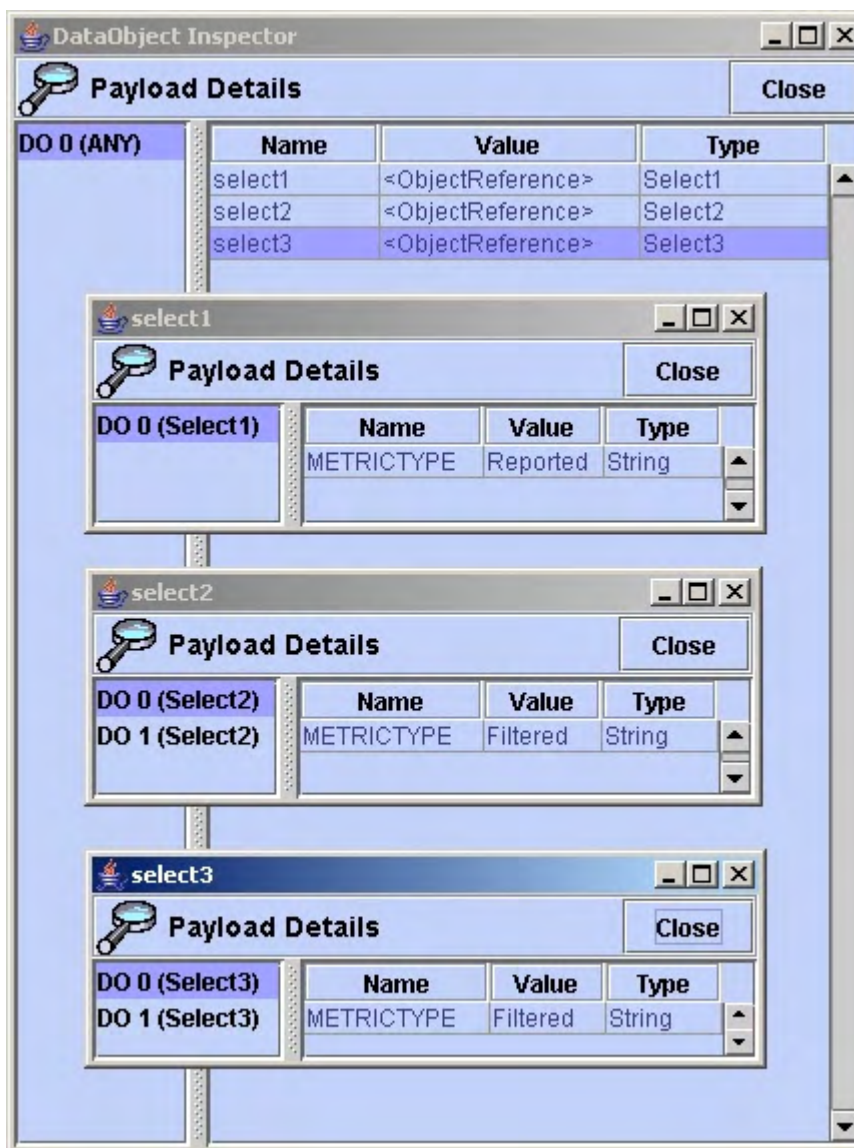 DataObject Inspector
Payload Details Close
DO 0 (ANY) Name Value Type
select1 <ObjectReference> Select1
select2 <ObjectReference> Select2
select3 <ObjectReference> Select3
select1
Payload Details Close
DO 0 (Select1) Name Value Type
METRICTYPE Reported String
select2
Payload Details Close
DO 0 (Select2) Name Value Type
DO 1 (Select2) METRICTYPE Filtered String
select3
Payload Details Close
DO 0 (Select3) Name Value Type
DO 1 (Select3) METRICTYPE Filtered String